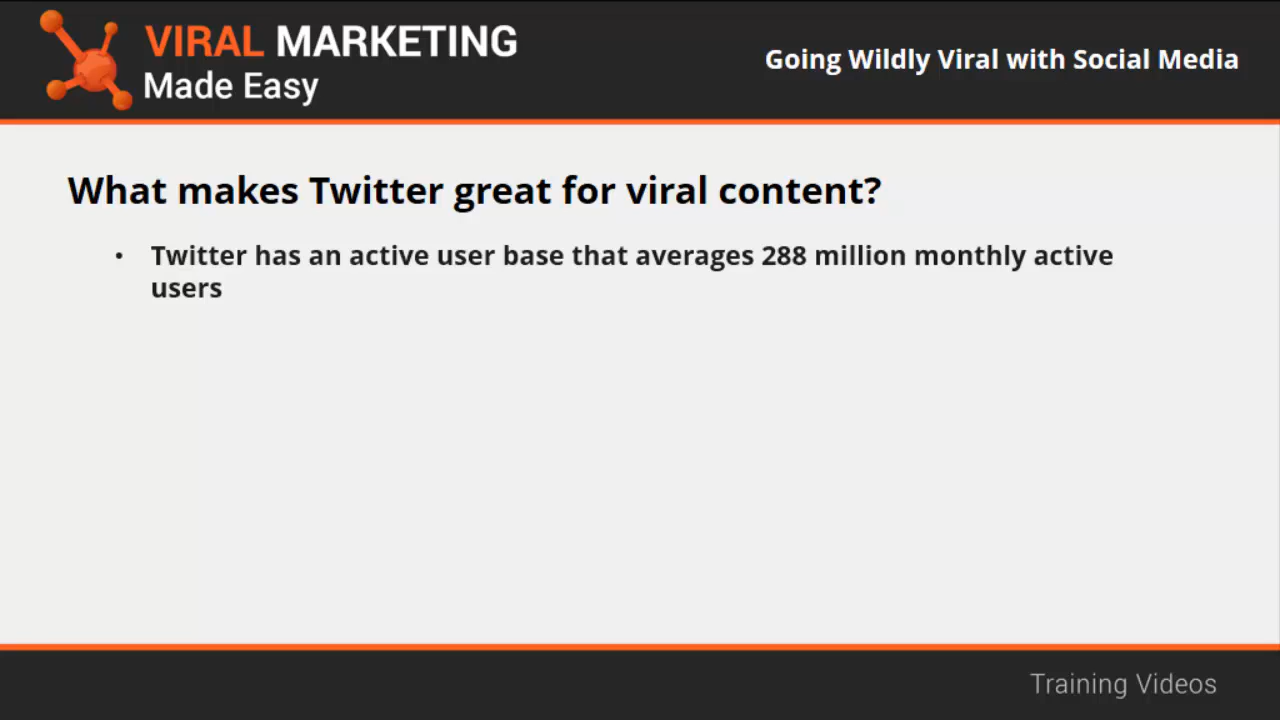 VIRAL MARKETING
Made Easy
Going Wildly Viral with Social Media
What makes Twitter great for viral content?
• Twitter has an active user base that averages 288 million monthly active
users
Training Videos